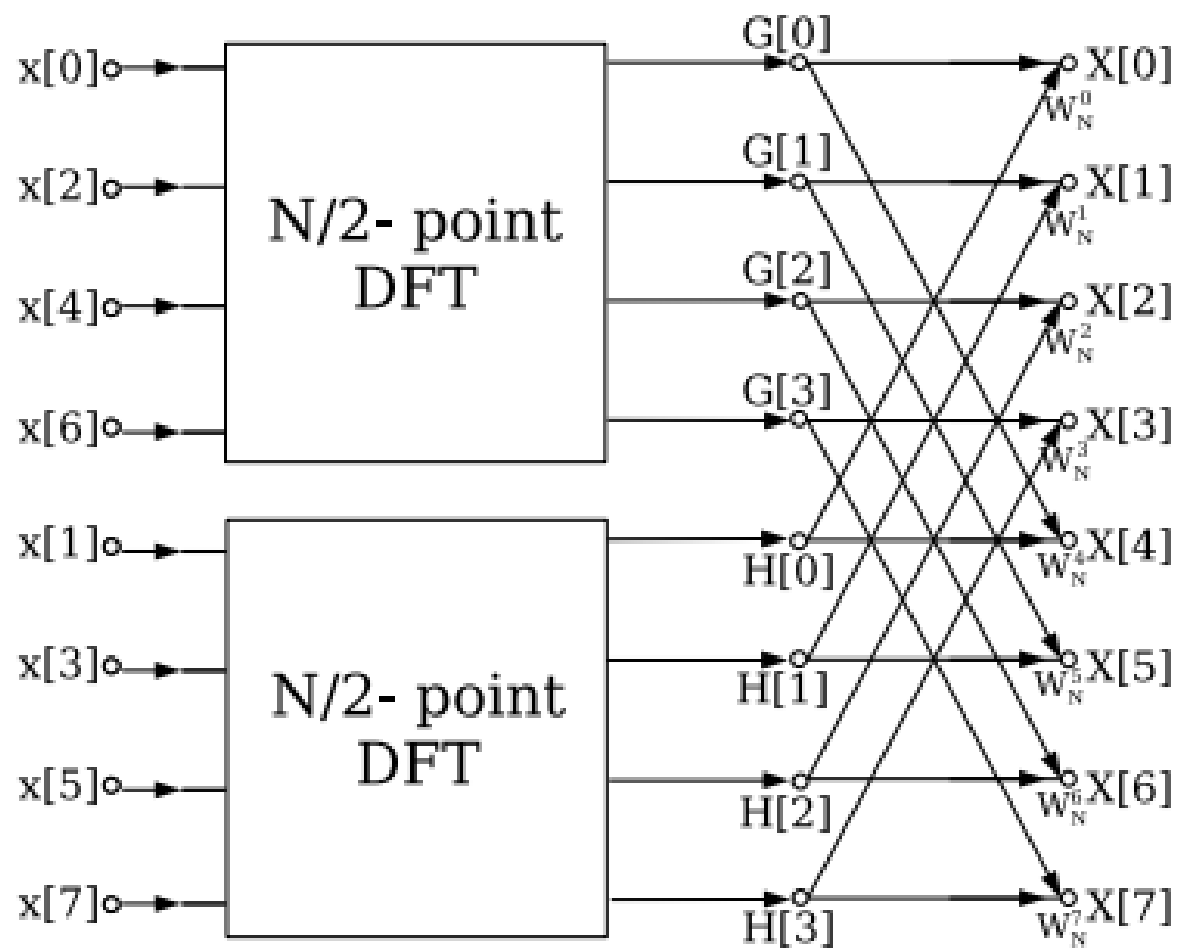 x[0]
x[2]
x[4]
x[6]
N/2- point
DFT
x[1]
x[3]
x[5]
x[7]
N/2- point
DFT
G[0]
G[1]
G[2]
G[3]
H[0]
H[1]
H[2]
H[3]
X[0]
W_N^0
X[1]
W_N^1
X[2]
W_N^2
X[3]
W_N^3
X[4]
W_N^4
X[5]
W_N^5
X[6]
W_N^6
X[7]
W_N^7